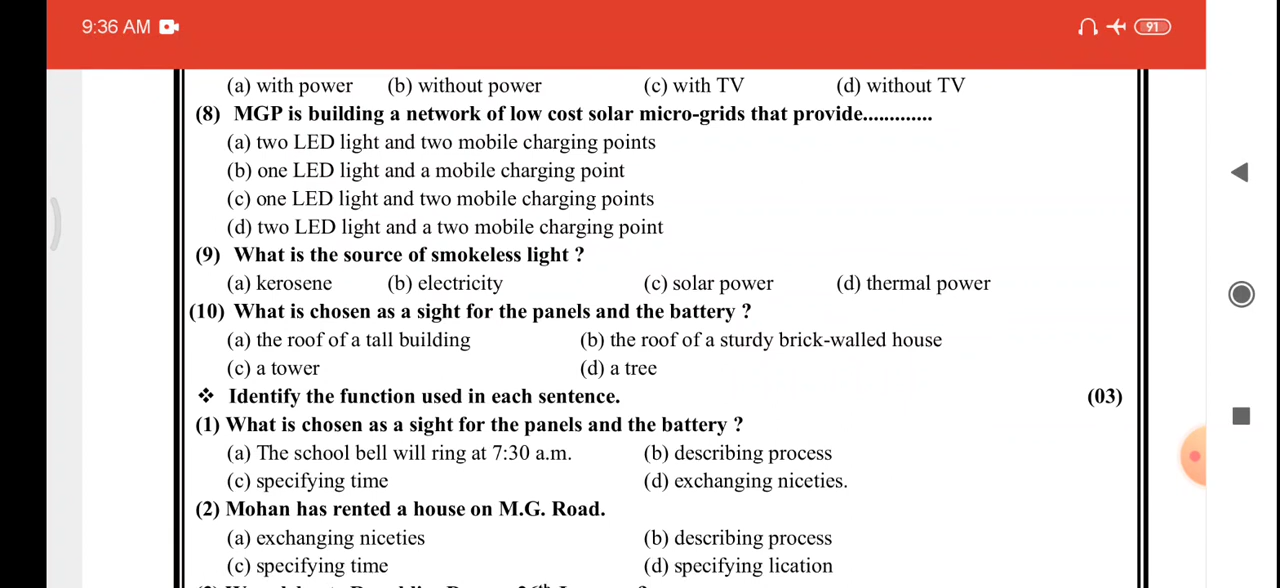 9:36 AM
91
(a) with power (b) without power (c) with TV (d) without TV
(8) MGP is building a network of low cost solar micro-grids that provide.............
(a) two LED light and two mobile charging points
(b) one LED light and a mobile charging point
(c) one LED light and two mobile charging points
(d) two LED light and a two mobile charging point
(9) What is the source of smokeless light ?
(a) kerosene (b) electricity (c) solar power (d) thermal power
(10) What is chosen as a sight for the panels and the battery ?
(a) the roof of a tall building (b) the roof of a sturdy brick-walled house
(c) a tower (d) a tree
❖ Identify the function used in each sentence. (03)
(1) What is chosen as a sight for the panels and the battery ?
(a) The school bell will ring at 7:30 a.m. (b) describing process
(c) specifying time (d) exchanging niceties.
(2) Mohan has rented a house on M.G. Road.
(a) exchanging niceties (b) describing process
(c) specifying time (d) specifying lication